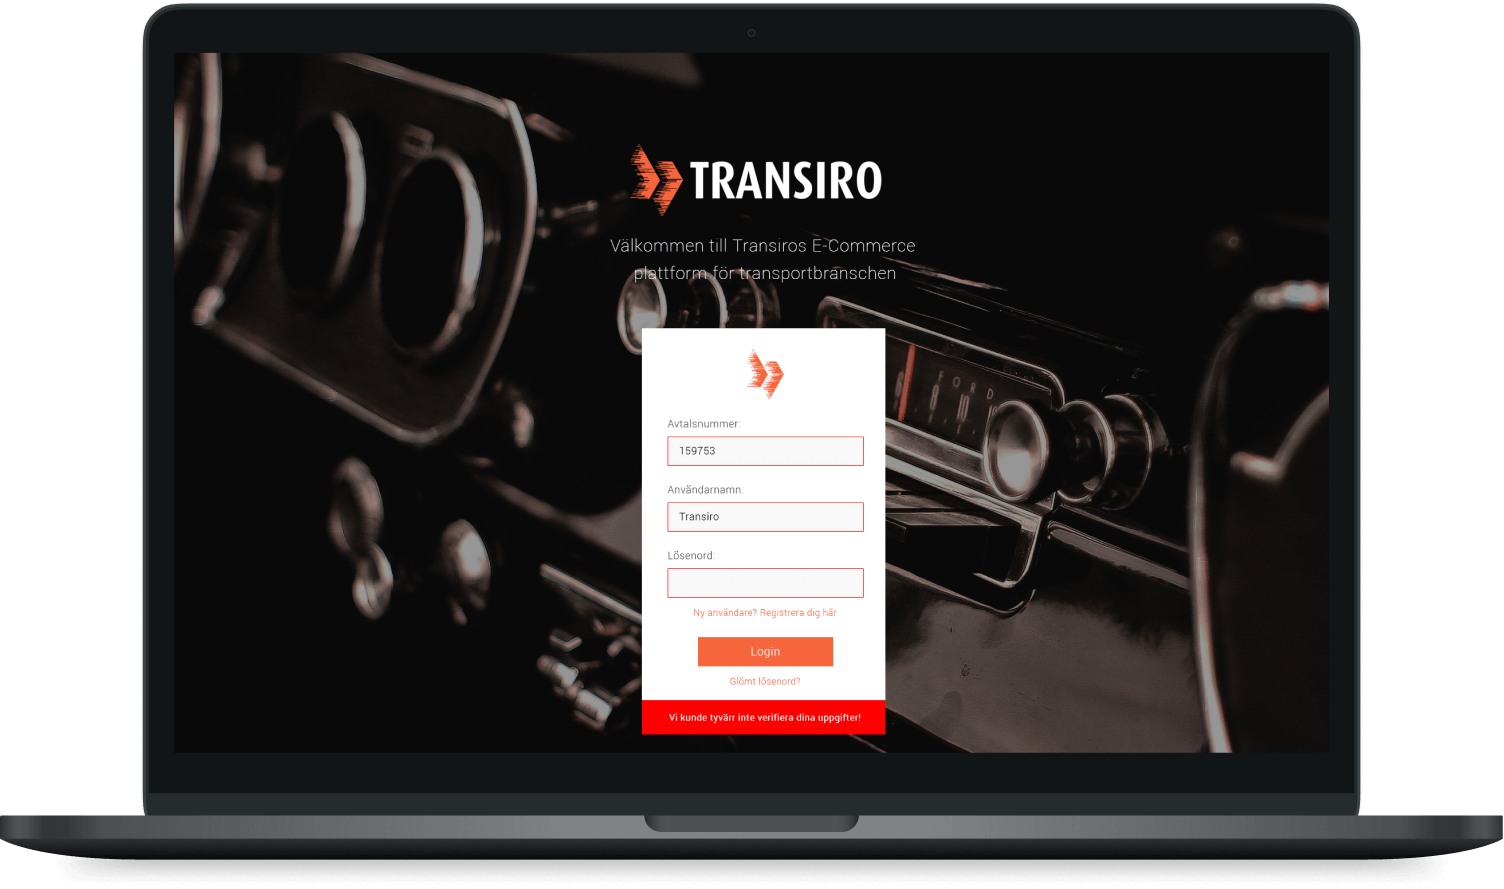 TRANSIRO
Välkommen till Transiros E-Commerce
plattform för transportbranschen
FORD
Avtalsnummer:
159753
Användarnamn:
Transiro
Lösenord:
Ny användare? Registrera dig här
Login
Glömt lösenord?
Vi kunde tyvärr inte verifiera dina uppgifter!